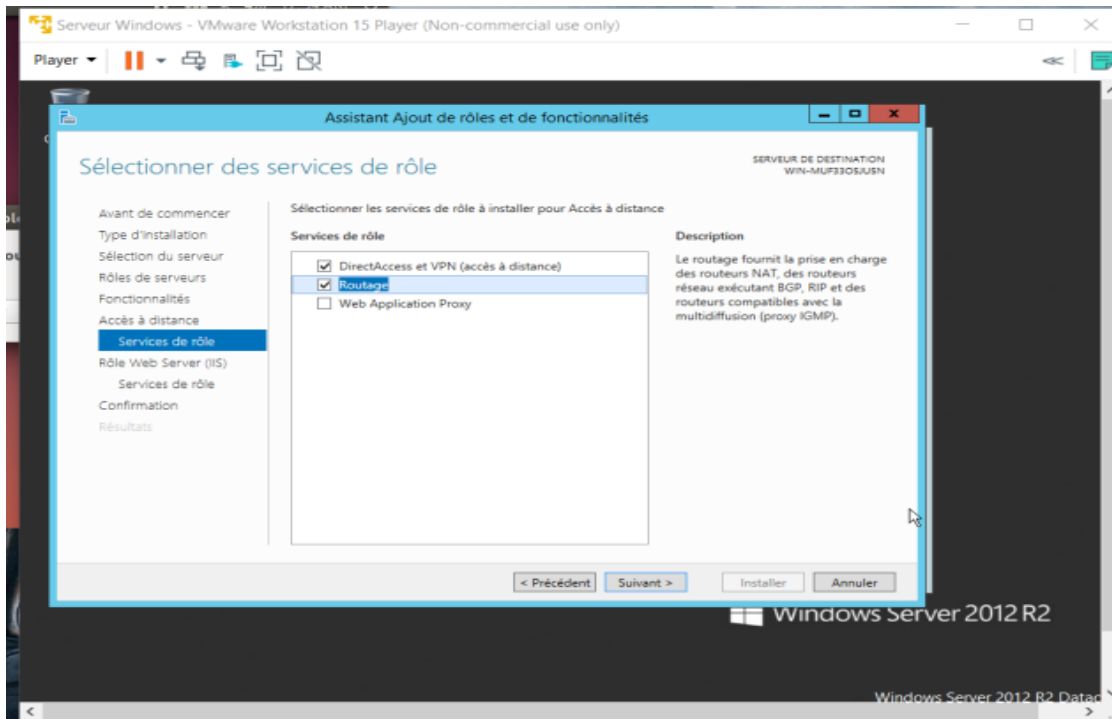 Serveur Windows - VMware Workstation 15 Player (Non-commercial use only)
Player
Assistant Ajout de rôles et de fonctionnalités
Sélectionner des services de rôle
SERVEUR DE DESTINATION
WIN-MUF33OSJUSN
Avant de commencer
Type d'installation
Sélection du serveur
Rôles de serveurs
Fonctionnalités
Accès à distance
Services de rôle
Rôle Web Server (IIS)
Services de rôle
Confirmation
Résultats
Sélectionner les services de rôle à installer pour Accès à distance
Services de rôle
DirectAccess et VPN (accès à distance)
Routage
Web Application Proxy
Description
Le routage fournit la prise en charge
des routeurs NAT, des routeurs
réseau exécutant BGP, RIP et des
routeurs compatibles avec la
multidiffusion (proxy IGMP).
< Précédent
Suivant >
Installer
Annuler
Windows Server 2012 R2
Windows Server 2012 R2 Datac